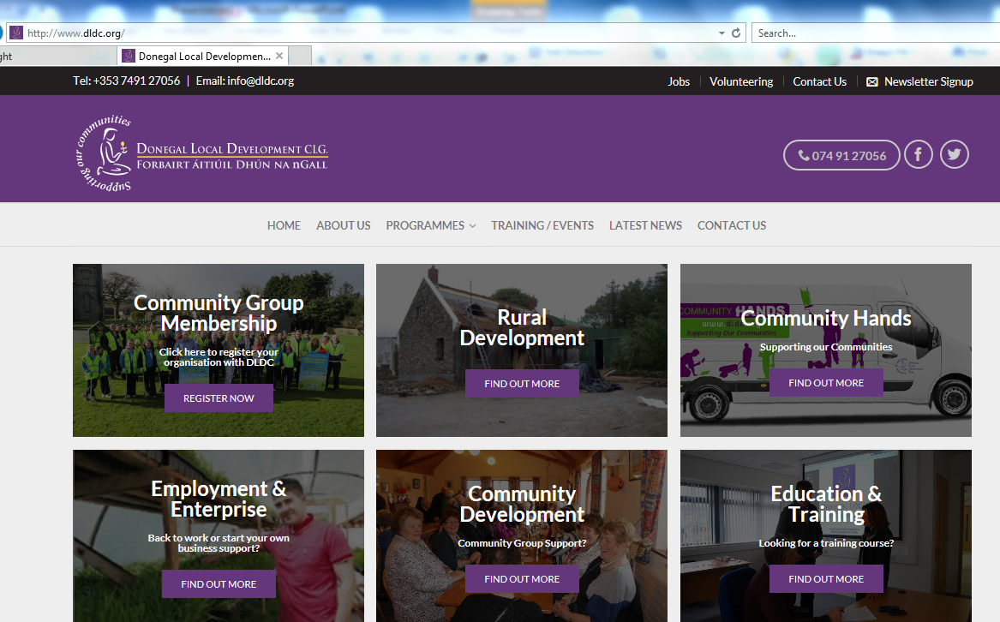 http://www.dldc.org/
Search...
ght
Donegal Local Developmen...
Tel: +353 7491 27056 | Email: info@dldc.org
Jobs | Volunteering | Contact Us | Newsletter Signup
Supporting our communities
DONEGAL LOCAL DEVELOPMENT CLG.
FORBAIRT ÁITIÚIL DHÚN NA nGALL
074 91 27056
HOME ABOUT US PROGRAMMES TRAINING / EVENTS LATEST NEWS CONTACT US
Community Group
Membership
Click here to register your
organisation with DLDC
REGISTER NOW
Rural
Development
FIND OUT MORE
COMMUNITY HANDS
www dld
Supporting Our Communities
Community Hands
Supporting our Communities
FIND OUT MORE
Employment &
Enterprise
Back to work or start your own
business support?
FIND OUT MORE
Community
Development
Community Group Support?
FIND OUT MORE
Education &
Training
Looking for a training course?
FIND OUT MORE